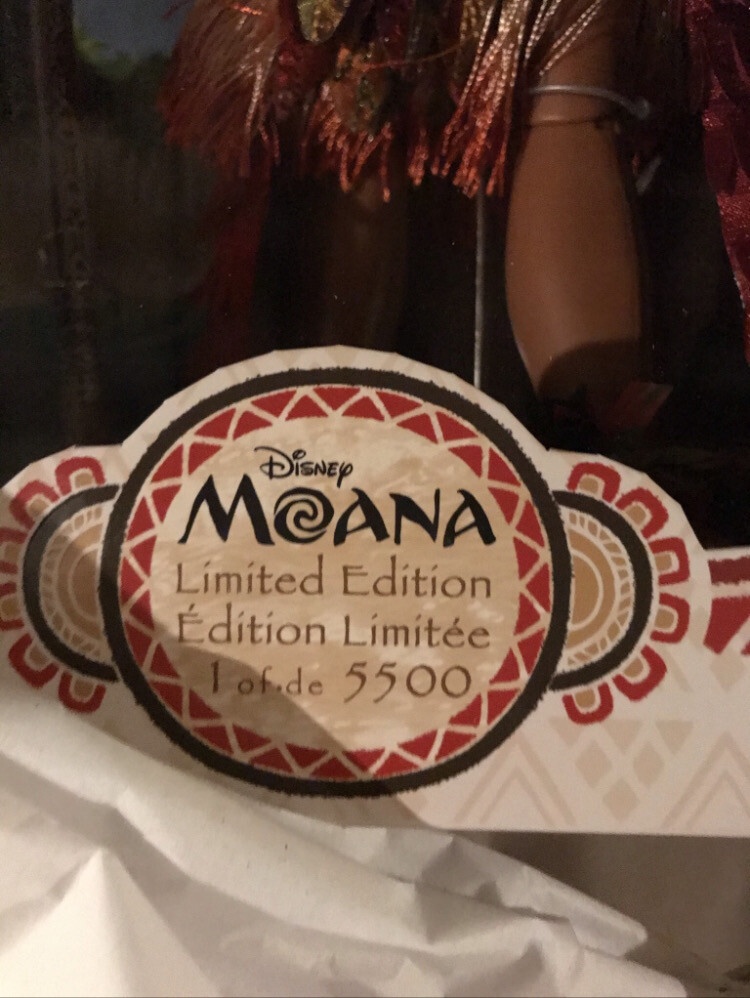 Disney
MOANA
Limited Edition
Édition Limitée
1 of•de 5500